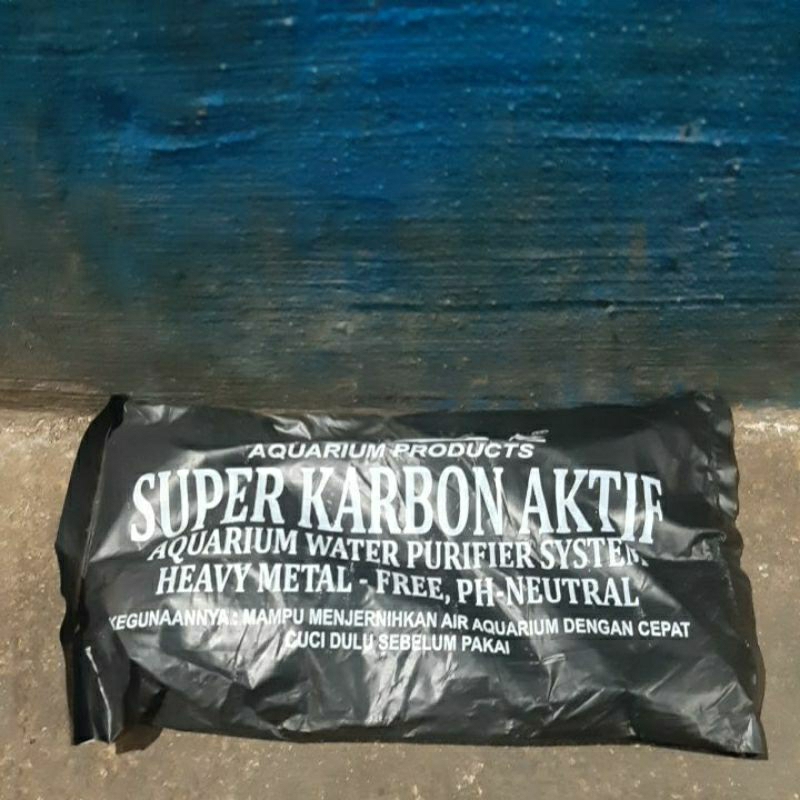 AQUARIUM PRODUCTS
SUPER KARBON AKTIF
AQUARIUM WATER PURIFIER SYSTEM
HEAVY METAL - FREE, PH-NEUTRAL
KEGUNAANNYA : MAMPU MENJERNIHKAN AIR AQUARIUM DENGAN CEPAT
CUCI DULU SEBELUM PAKAI